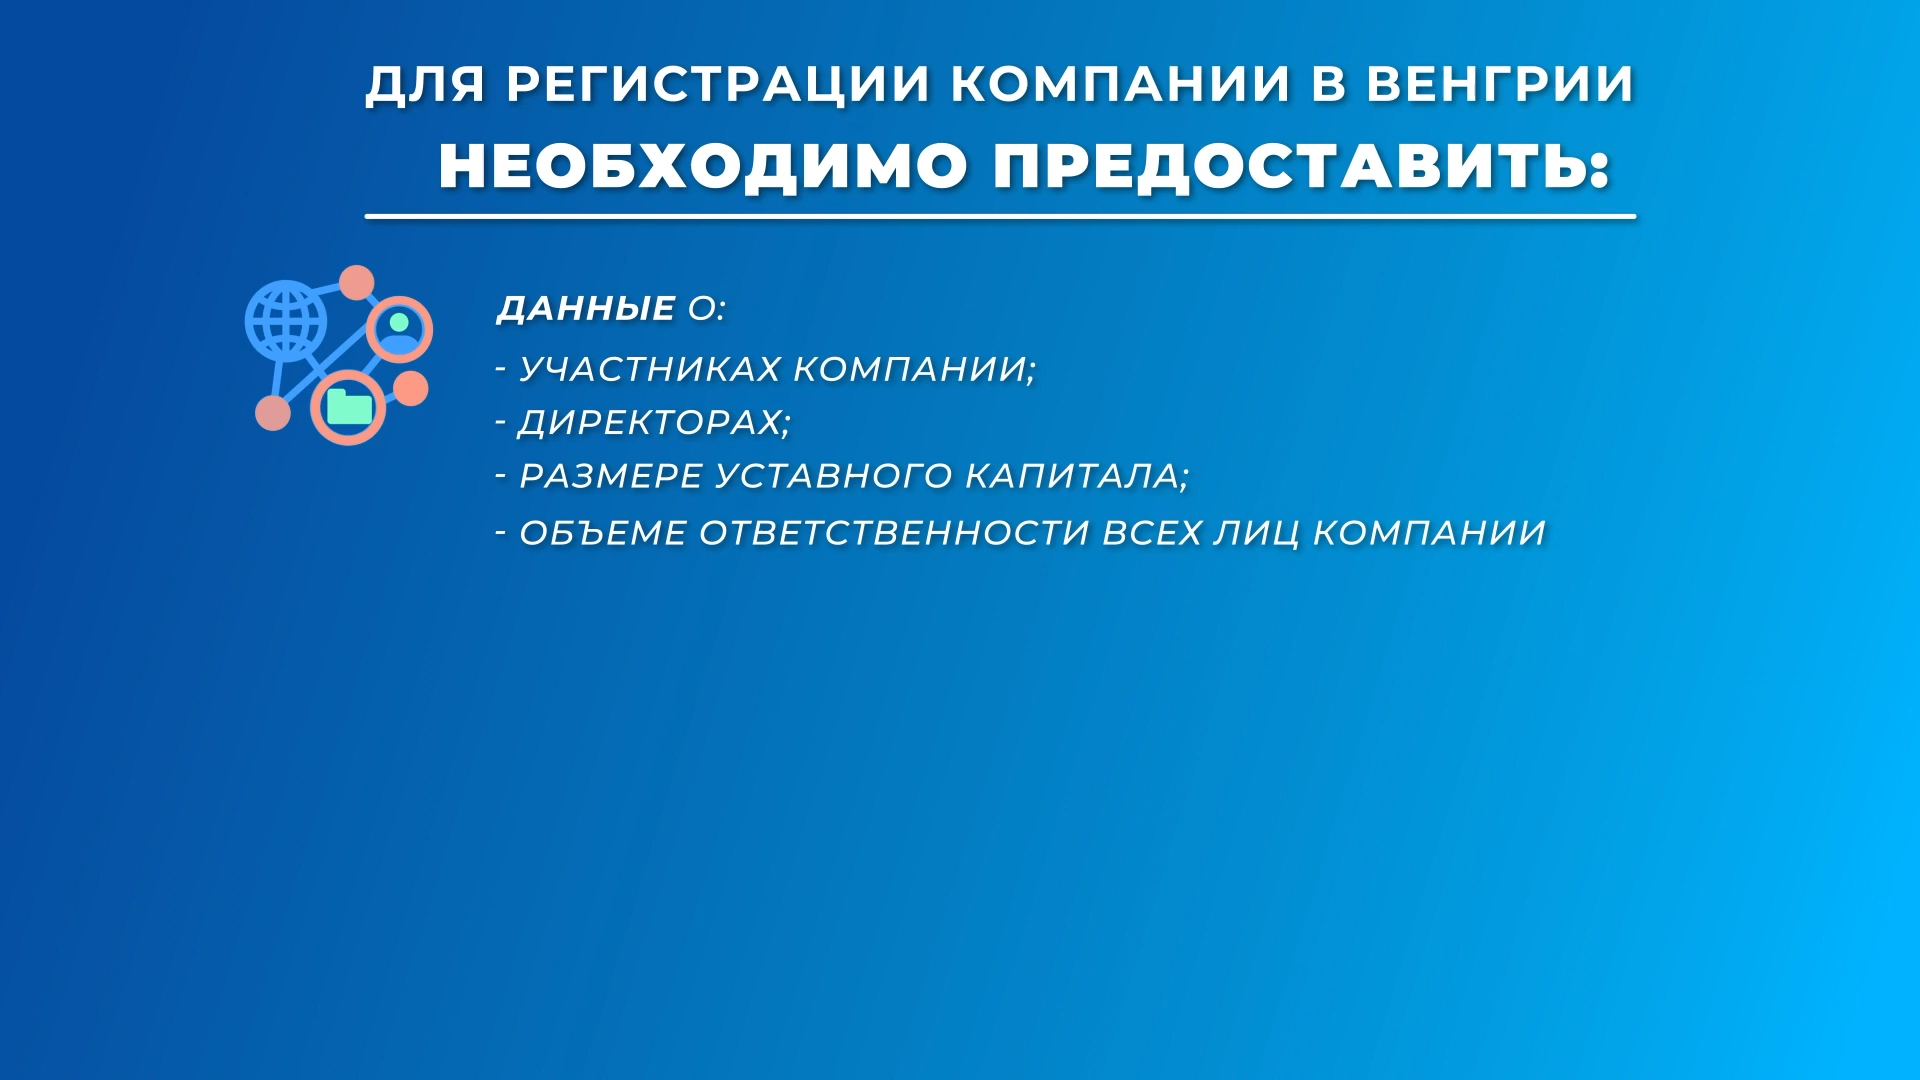 ДЛЯ РЕГИСТРАЦИИ КОМПАНИИ В ВЕНГРИИ
НЕОБХОДИМО ПРЕДОСТАВИТЬ:
ДАННЫЕ О:
- УЧАСТНИКАХ КОМПАНИИ;
- ДИРЕКТОРАХ;
- РАЗМЕРЕ УСТАВНОГО КАПИТАЛА;
- ОБЪЕМЕ ОТВЕТСТВЕННОСТИ ВСЕХ ЛИЦ КОМПАНИИ